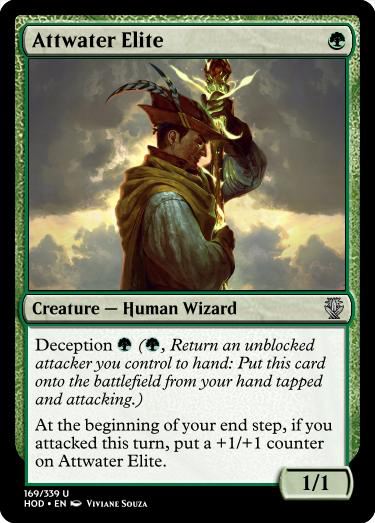 Attwater Elite
Creature — Human Wizard
Deception (, Return an unblocked
attacker you control to hand: Put this card
onto the battlefield from your hand tapped
and attacking.)
At the beginning of your end step, if you
attacked this turn, put a +1/+1 counter
on Attwater Elite.
1/1
169/339 U
HOD • EN Viviane Souza